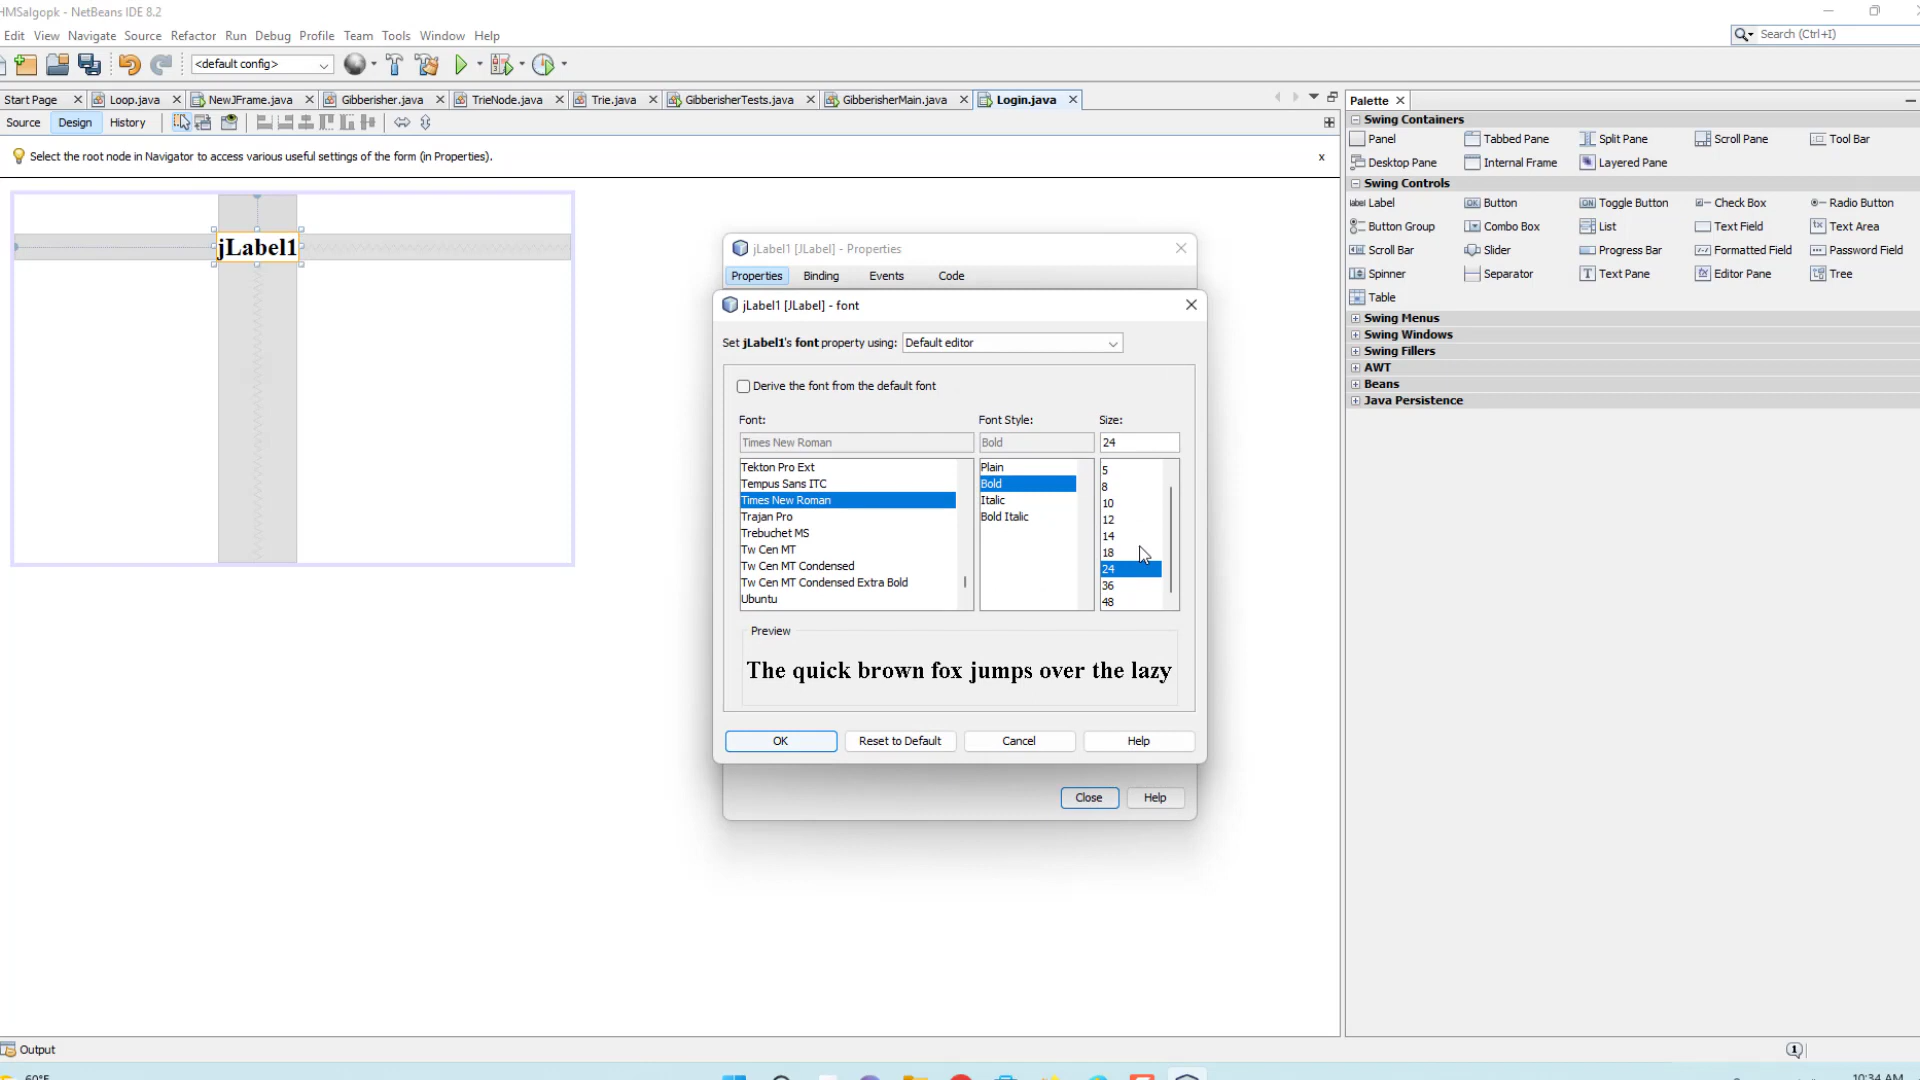 HMSalgopk - NetBeans IDE 8.2
Edit View Navigate Source Refactor Run Debug Profile Team Tools Window Help
Search (Ctrl+I)
<default config>
Start Page Loop.java NewJFrame.java Gibberisher.java TrieNode.java Trie.java GibberisherTests.java GibberisherMain.java Login.java
Source Design History
Select the root node in Navigator to access various useful settings of the form (in Properties).
x
jLabel1
jLabel1 [JLabel] - Properties
Properties Binding Events Code
jLabel1 [JLabel] - font
Set jLabel1's font property using: Default editor
Derive the font from the default font
Font: Font Style: Size:
Times New Roman Bold 24
Tekton Pro Ext
Tempus Sans ITC
Times New Roman
Trajan Pro
Trebuchet MS
Tw Cen MT
Tw Cen MT Condensed
Tw Cen MT Condensed Extra Bold
Ubuntu
Plain
Bold
Italic
Bold Italic
5
8
10
12
14
18
24
36
48
Preview
The quick brown fox jumps over the lazy
OK Reset to Default Cancel Help
Close Help
Palette
Swing Containers
Panel Tabbed Pane Split Pane Scroll Pane Tool Bar
Desktop Pane Internal Frame Layered Pane
Swing Controls
label Label OK Button ON Toggle Button Check Box Radio Button
Button Group Combo Box List Text Field Text Area
Scroll Bar Slider Progress Bar Formatted Field Password Field
Spinner Separator Text Pane Editor Pane Tree
Table
Swing Menus
Swing Windows
Swing Fillers
AWT
Beans
Java Persistence
Output
1
60°F
10:34 AM